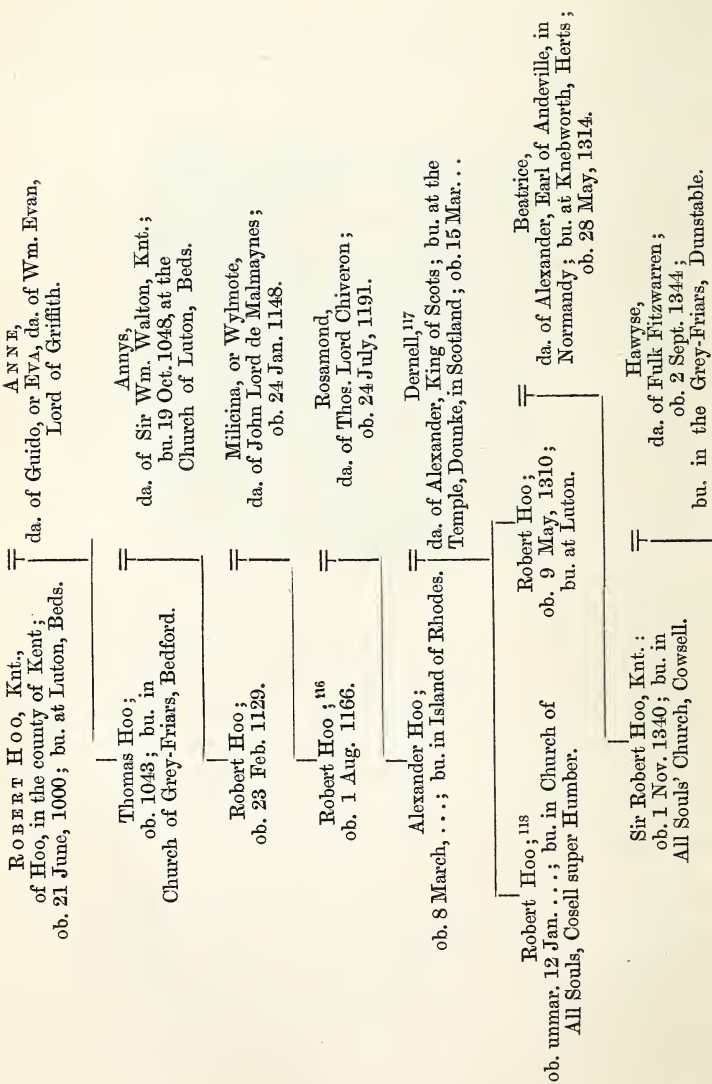 ROBERT HOO, Knt.,
of Hoo, in the county of Kent;
ob. 21 June, 1000; bu. at Luton, Beds.
ANNE,
da. of Guido, or EVA, da. of Wm. Evan,
Lord of Griffith.
Thomas Hoo;
ob. 1043; bu. in
Church of Grey-Friars, Bedford.
Annys,
da. of Sir Wm. Walton, Knt.;
bu. 19 Oct. 1048, at the
Church of Luton, Beds.
Robert Hoo;
ob. 23 Feb. 1129.
Milicina, or Wylmote,
da. of John Lord de Malmaynes;
ob. 24 Jan. 1148.
Robert Hoo;116
ob. 1 Aug. 1166.
Rosamond,
da. of Thos. Lord Chiveron;
ob. 24 July, 1191.
Alexander Hoo;
ob. 8 March, ...; bu. in Island of Rhodes.
Dernell,117
da. of Alexander, King of Scots; bu. at the
Temple, Dounke, in Scotland; ob. 15 Mar...
Robert Hoo;118
ob. unmar. 12 Jan. ...; bu. in Church of
All Souls, Cosell super Humber.
Robert Hoo;
ob. 9 May, 1310;
bu. at Luton.
Beatrice,
da. of Alexander, Earl of Andeville, in
Normandy; bu. at Knebworth, Herts;
ob. 28 May, 1314.
Sir Robert Hoo, Knt.:
ob. 1 Nov. 1340; bu. in
All Souls' Church, Cowsell.
Hawyse,
da. of Fulk Fitzwarren;
ob. 2 Sept. 1344;
bu. in the Grey-Friars, Dunstable.